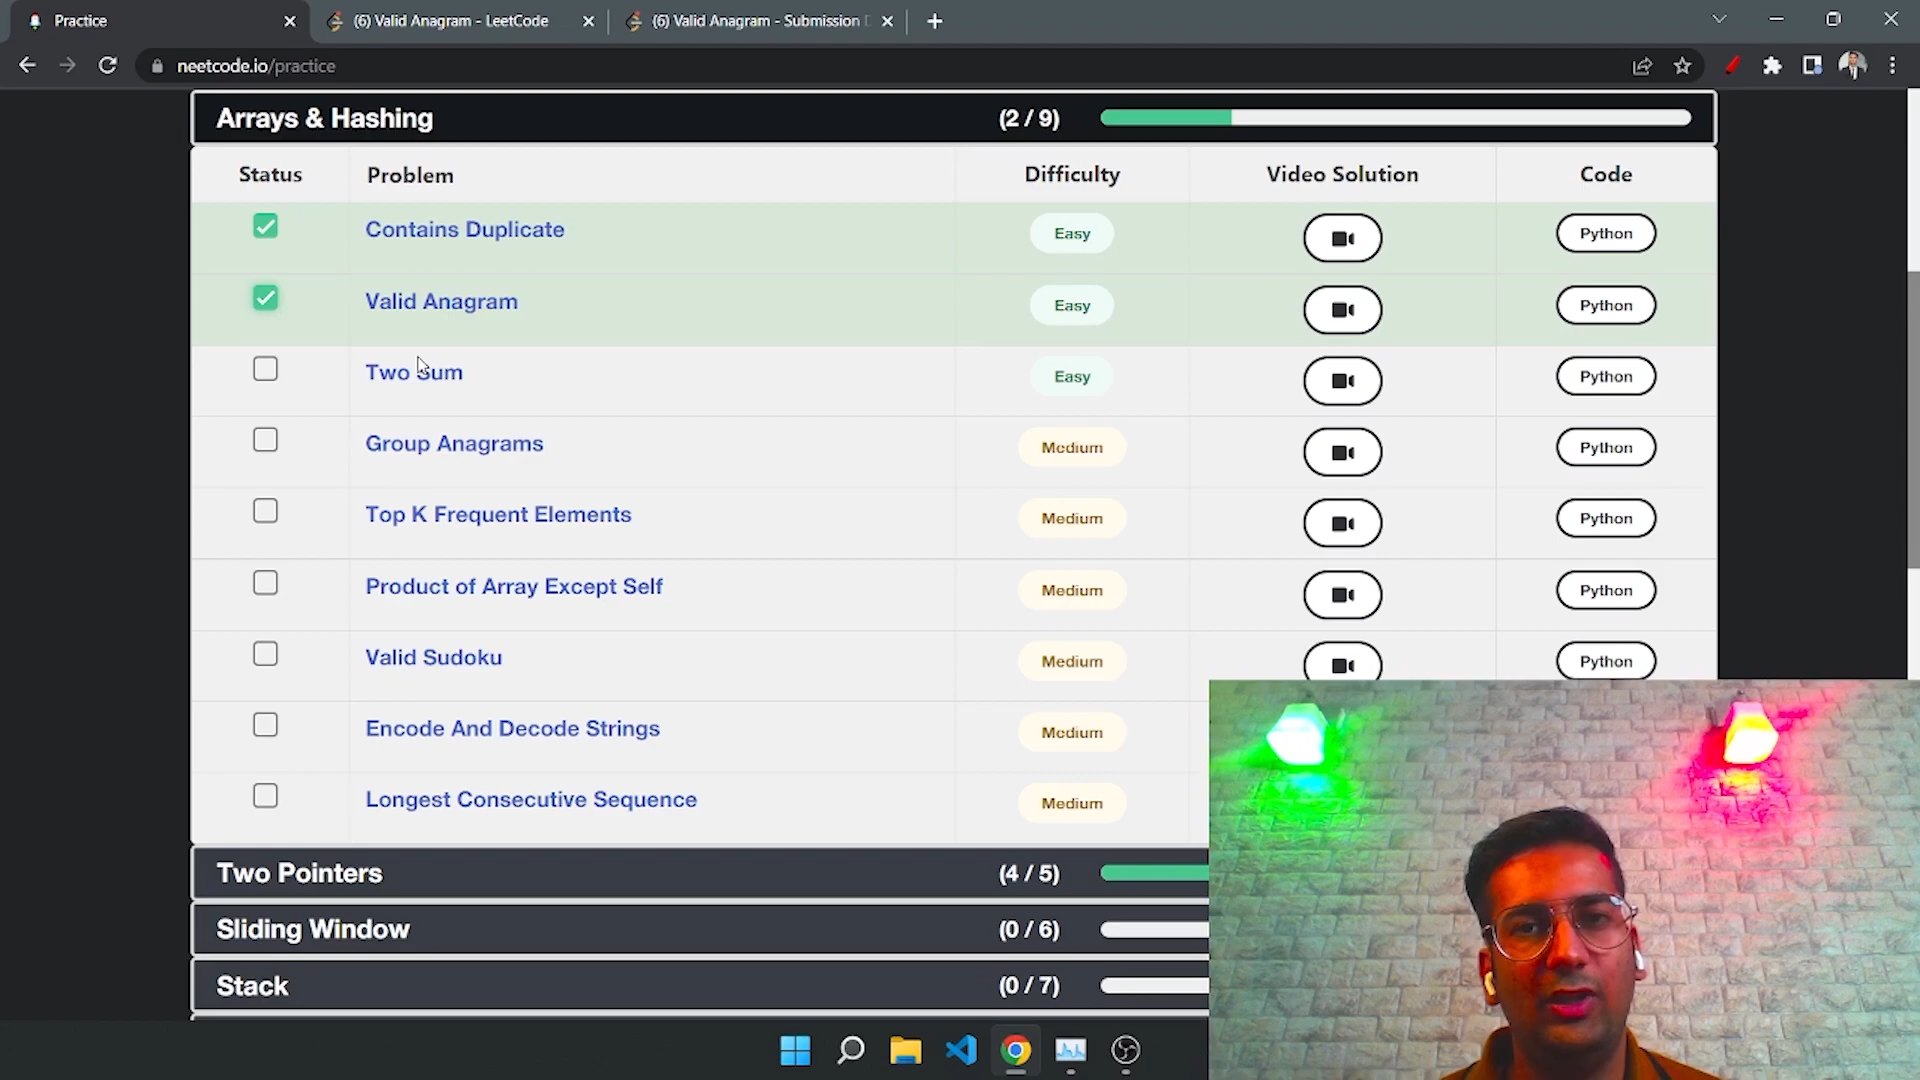 Practice
(6) Valid Anagram - LeetCode
(6) Valid Anagram - Submission D
neetcode.io/practice
Arrays & Hashing (2 / 9)
Status Problem Difficulty Video Solution Code
Contains Duplicate Easy Python
Valid Anagram Easy Python
Two Sum Easy Python
Group Anagrams Medium Python
Top K Frequent Elements Medium Python
Product of Array Except Self Medium Python
Valid Sudoku Medium Python
Encode And Decode Strings Medium
Longest Consecutive Sequence Medium
Two Pointers (4 / 5)
Sliding Window (0 / 6)
Stack (0 / 7)